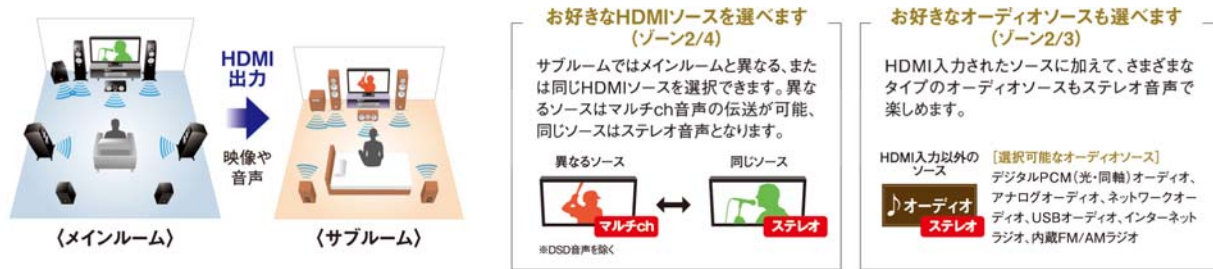 HDMI
出力
映像や
音声
〈メインルーム〉
〈サブルーム〉
お好きなHDMIソースを選べます
(ゾーン2/4)
サブルームではメインルームと異なる、また
は同じHDMIソースを選択できます。異な
るソースはマルチch音声の伝送が可能、
同じソースはステレオ音声となります。
異なるソース
同じソース
マルチch
ステレオ
※DSD音声を除く
お好きなオーディオソースも選べます
(ゾーン2/3)
HDMI入力されたソースに加えて、さまざまな
タイプのオーディオソースもステレオ音声で
楽しめます。
HDMI入力以外の
ソース
♪オーディオ
ステレオ
[選択可能なオーディオソース]
デジタルPCM(光・同軸)オーディオ、
アナログオーディオ、ネットワークオー
ディオ、USBオーディオ、インターネット
ラジオ、内蔵FM/AMラジオ